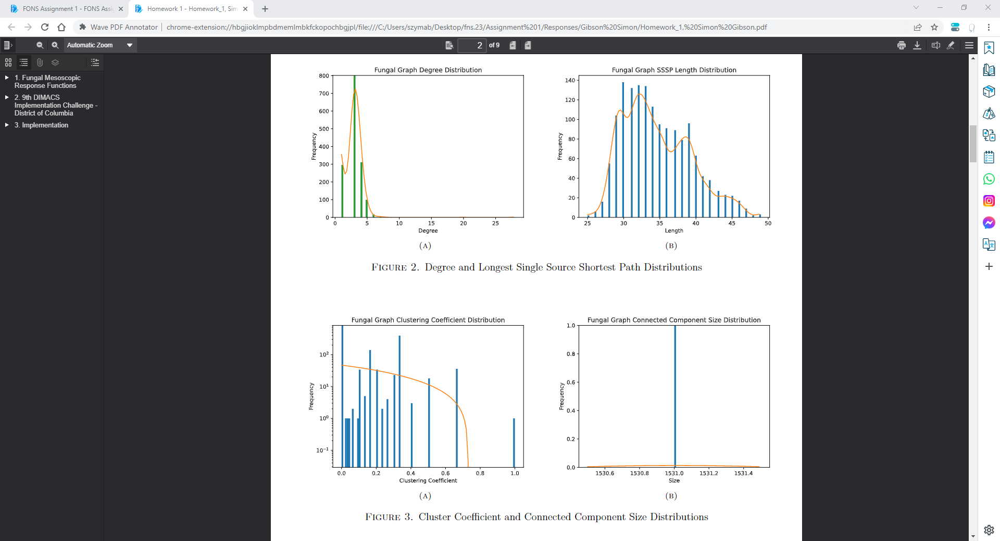 FONS Assignment 1 - FONS Assi
Homework 1 - Homework_1, Sim
Wave PDF Annotator
chrome-extension://hbgjioklmpbdmemlmbkfckopochbgjpl/file:///C:/Users/szymab/Desktop/fns.23/Assignment%201/Responses/Gibson%20Simon/Homework_1,%20Simon%20Gibson.pdf
Automatic Zoom
2 of 9
1. Fungal Mesoscopic
Response Functions
2. 9th DIMACS
Implementation Challenge -
District of Columbia
3. Implementation
Fungal Graph Degree Distribution
800
700
600
500
400
300
200
100
0
Frequency
0 5 10 15 20 25
Degree
(A)
Fungal Graph SSSP Length Distribution
140
120
100
80
60
40
20
0
Frequency
25 30 35 40 45 50
Length
(B)
FIGURE 2. Degree and Longest Single Source Shortest Path Distributions
Fungal Graph Clustering Coefficient Distribution
10²
10¹
10⁰
10⁻¹
Frequency
0.0 0.2 0.4 0.6 0.8 1.0
Clustering Coefficient
(A)
Fungal Graph Connected Component Size Distribution
1.0
0.8
0.6
0.4
0.2
0.0
Frequency
1530.6 1530.8 1531.0 1531.2 1531.4
Size
(B)
FIGURE 3. Cluster Coefficient and Connected Component Size Distributions